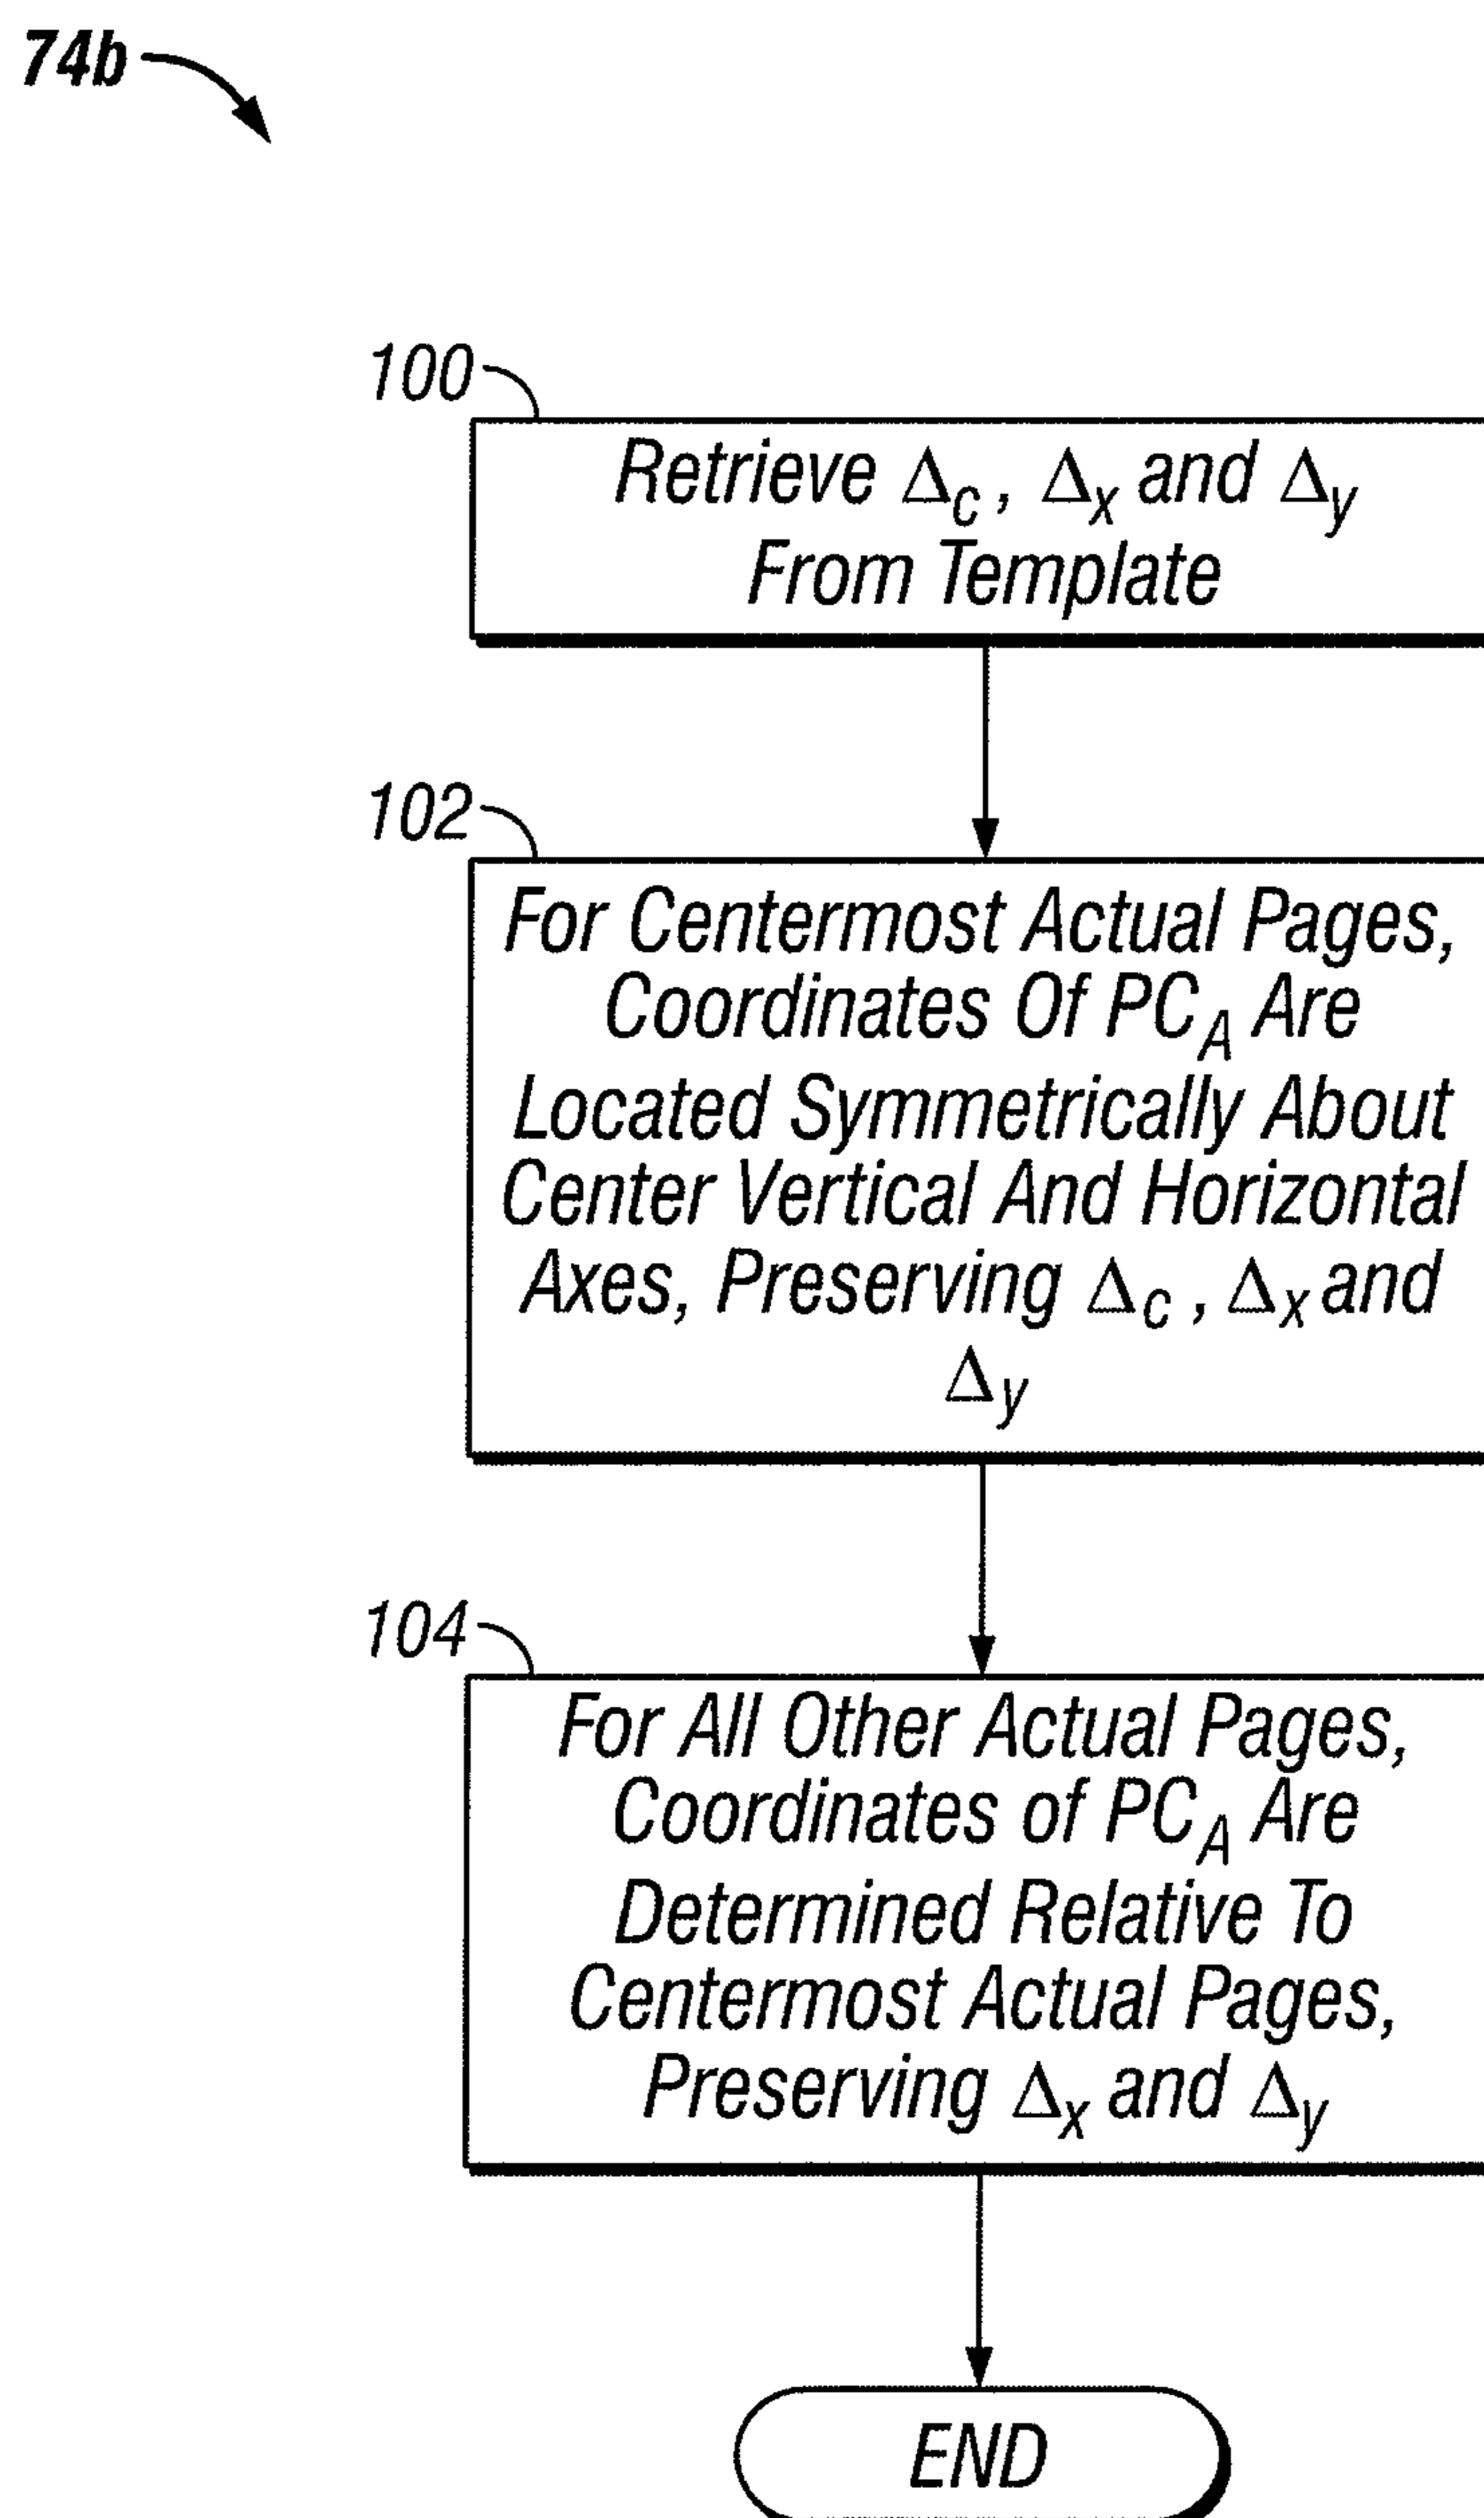 74b
100
Retrieve Δc, Δx and Δy
From Template
102
For Centermost Actual Pages,
Coordinates Of PCA Are
Located Symmetrically About
Center Vertical And Horizontal
Axes, Preserving Δc, Δx and
Δy
104
For All Other Actual Pages,
Coordinates of PCA Are
Determined Relative To
Centermost Actual Pages,
Preserving Δx and Δy
END